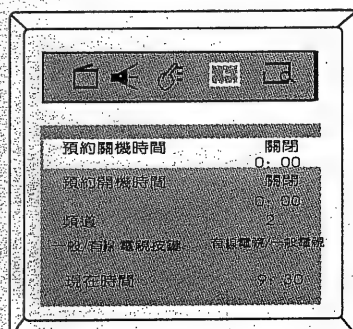 預約關機時間 關閉
0: 00
預約開機時間 關閉
0: 00
頻道 2
一般/有線 電視按鍵 有線電視/一般電視
現在時間 9: 30